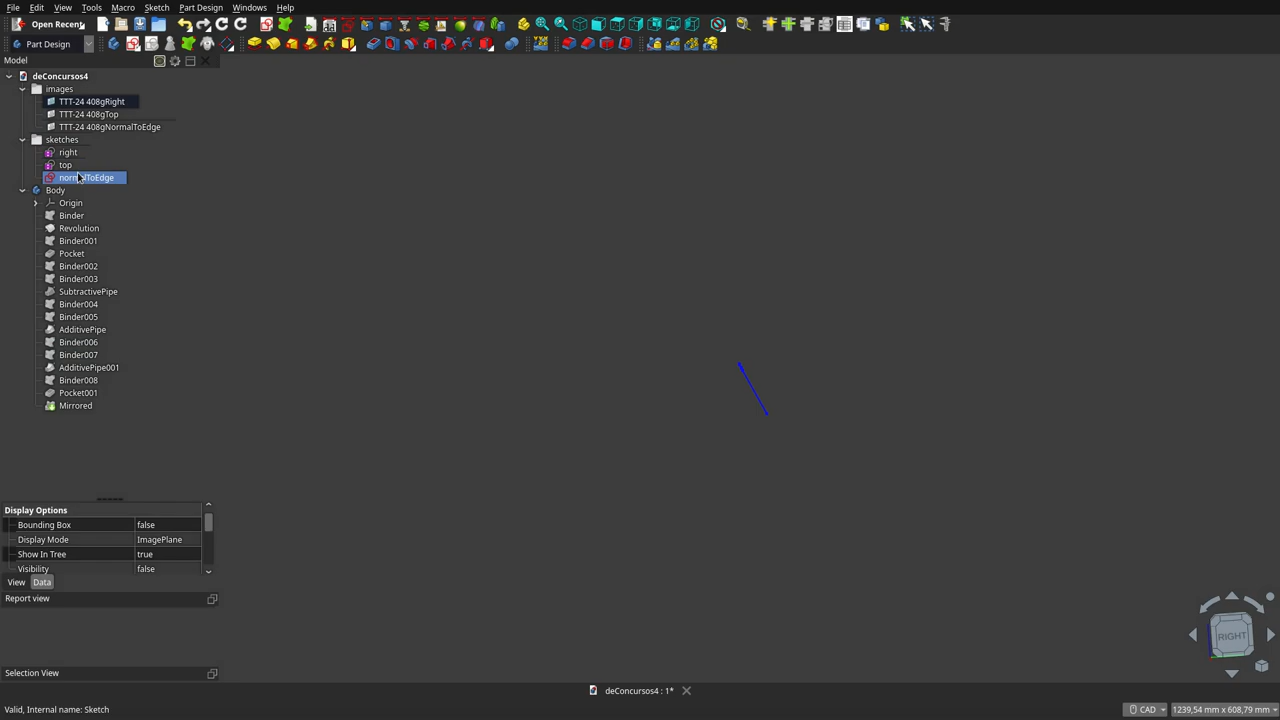 File Edit View Tools Macro Sketch Part Design Windows Help
Open Recent
Part Design
Model
deConcursos4
images
TTT-24 408gRight
TTT-24 408gTop
TTT-24 408gNormalToEdge
sketches
right
top
normalToEdge
Body
Origin
Binder
Revolution
Binder001
Pocket
Binder002
Binder003
SubtractivePipe
Binder004
Binder005
AdditivePipe
Binder006
Binder007
AdditivePipe001
Binder008
Pocket001
Mirrored
Display Options
Bounding Box false
Display Mode ImagePlane
Show In Tree true
Visibility false
View Data
Report view
RIGHT
Selection View
deConcursos4 : 1*
Valid, Internal name: Sketch
CAD 1239,54 mm x 608,79 mm